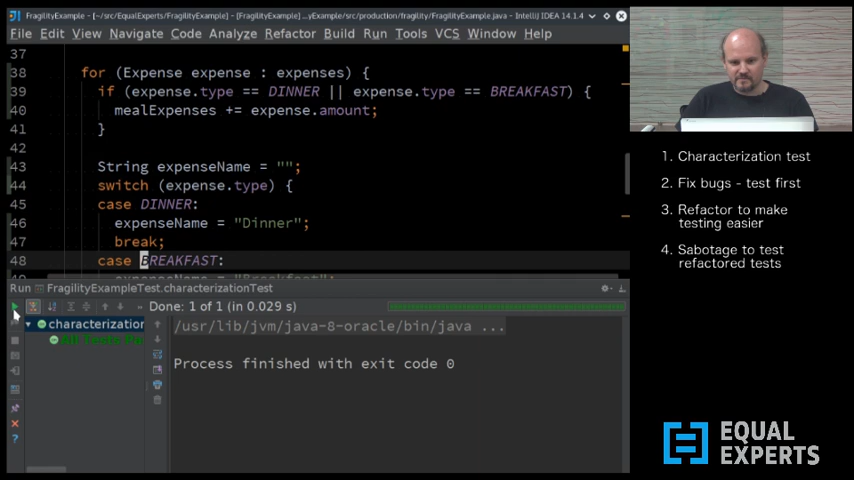 FragilityExample - [~/src/EqualExperts/FragilityExample] - [FragilityExample] ...yExample/src/production/fragility/FragilityExample.java - IntelliJ IDEA 14.1.4
File Edit View Navigate Code Analyze Refactor Build Run Tools VCS Window Help
37
38 for (Expense expense : expenses) {
39 if (expense.type == DINNER || expense.type == BREAKFAST) {
40 mealExpenses += expense.amount;
41 }
42
43 String expenseName = "";
44 switch (expense.type) {
45 case DINNER:
46 expenseName = "Dinner";
47 break;
48 case BREAKFAST:
expenseName = "Breakfast";
Run FragilityExampleTest.characterizationTest
Done: 1 of 1 (in 0.029 s)
characterization
All Tests Pa
/usr/lib/jvm/java-8-oracle/bin/java ...
Process finished with exit code 0
1. Characterization test
2. Fix bugs - test first
3. Refactor to make
testing easier
4. Sabotage to test
refactored tests
EQUAL
EXPERTS